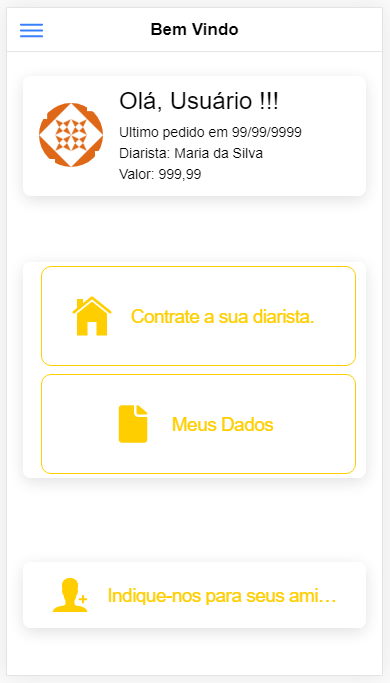 Bem Vindo
Olá, Usuário !!!
Ultimo pedido em 99/99/9999
Diarista: Maria da Silva
Valor: 999,99
Contrate a sua diarista.
Meus Dados
Indique-nos para seus ami...